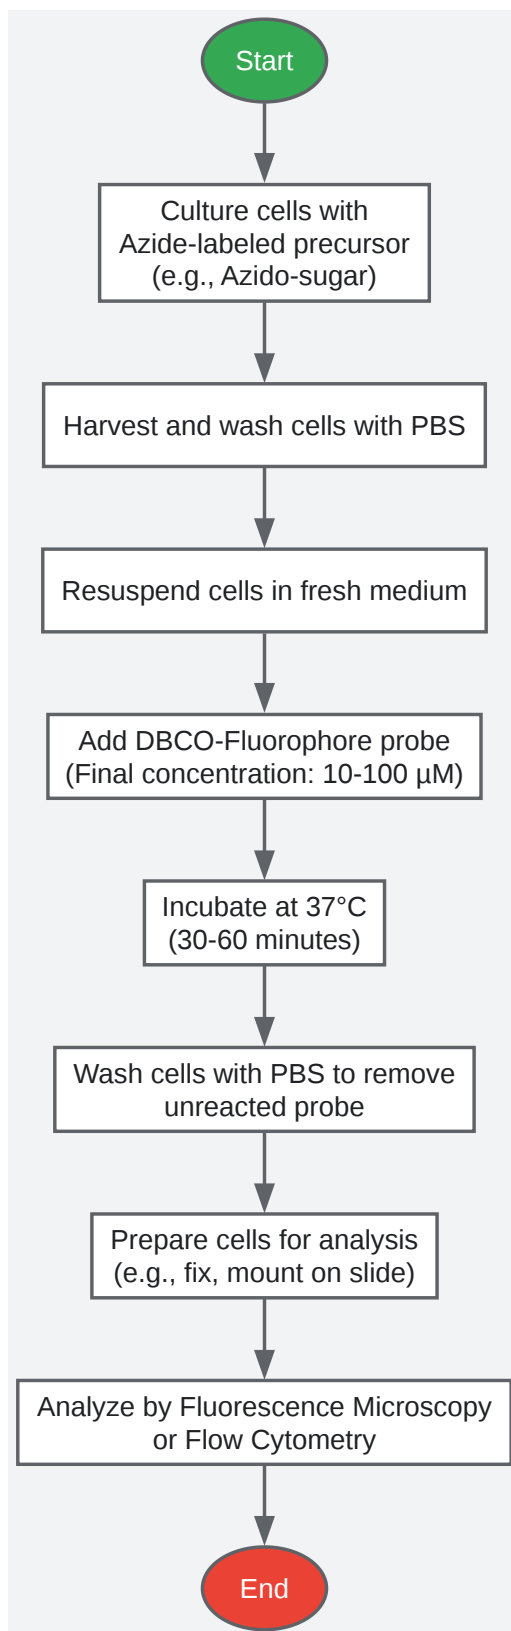 Start
Culture cells with
Azide-labeled precursor
(e.g., Azido-sugar)
Harvest and wash cells with PBS
Resuspend cells in fresh medium
Add DBCO-Fluorophore probe
(Final concentration: 10-100 µM)
Incubate at 37°C
(30-60 minutes)
Wash cells with PBS to remove
unreacted probe
Prepare cells for analysis
(e.g., fix, mount on slide)
Analyze by Fluorescence Microscopy
or Flow Cytometry
End